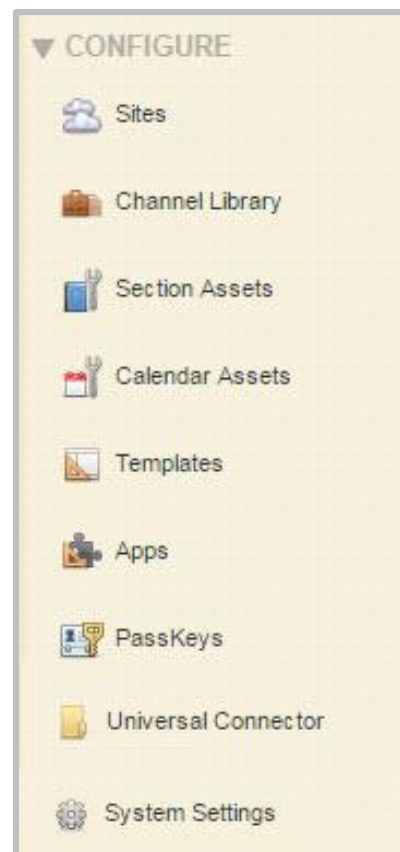 CONFIGURE
Sites
Channel Library
Section Assets
Calendar Assets
Templates
Apps
PassKeys
Universal Connector
System Settings